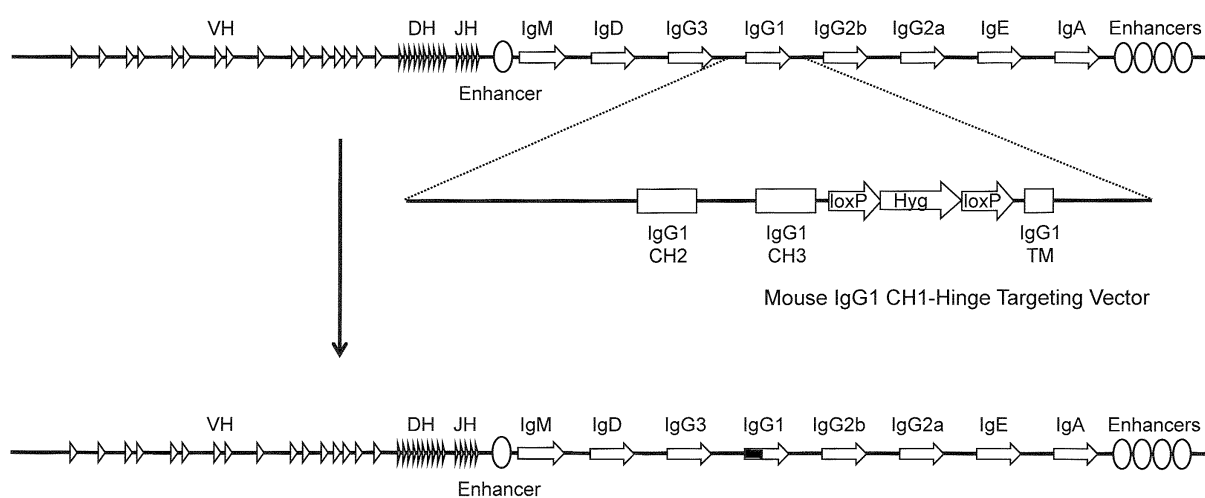 VH DH JH IgM IgD IgG3 IgG1 IgG2b IgG2a IgE IgA Enhancers
Enhancer
loxP Hyg loxP
IgG1 IgG1 IgG1
CH2 CH3 TM
Mouse IgG1 CH1-Hinge Targeting Vector
VH DH JH IgM IgD IgG3 IgG1 IgG2b IgG2a IgE IgA Enhancers
Enhancer